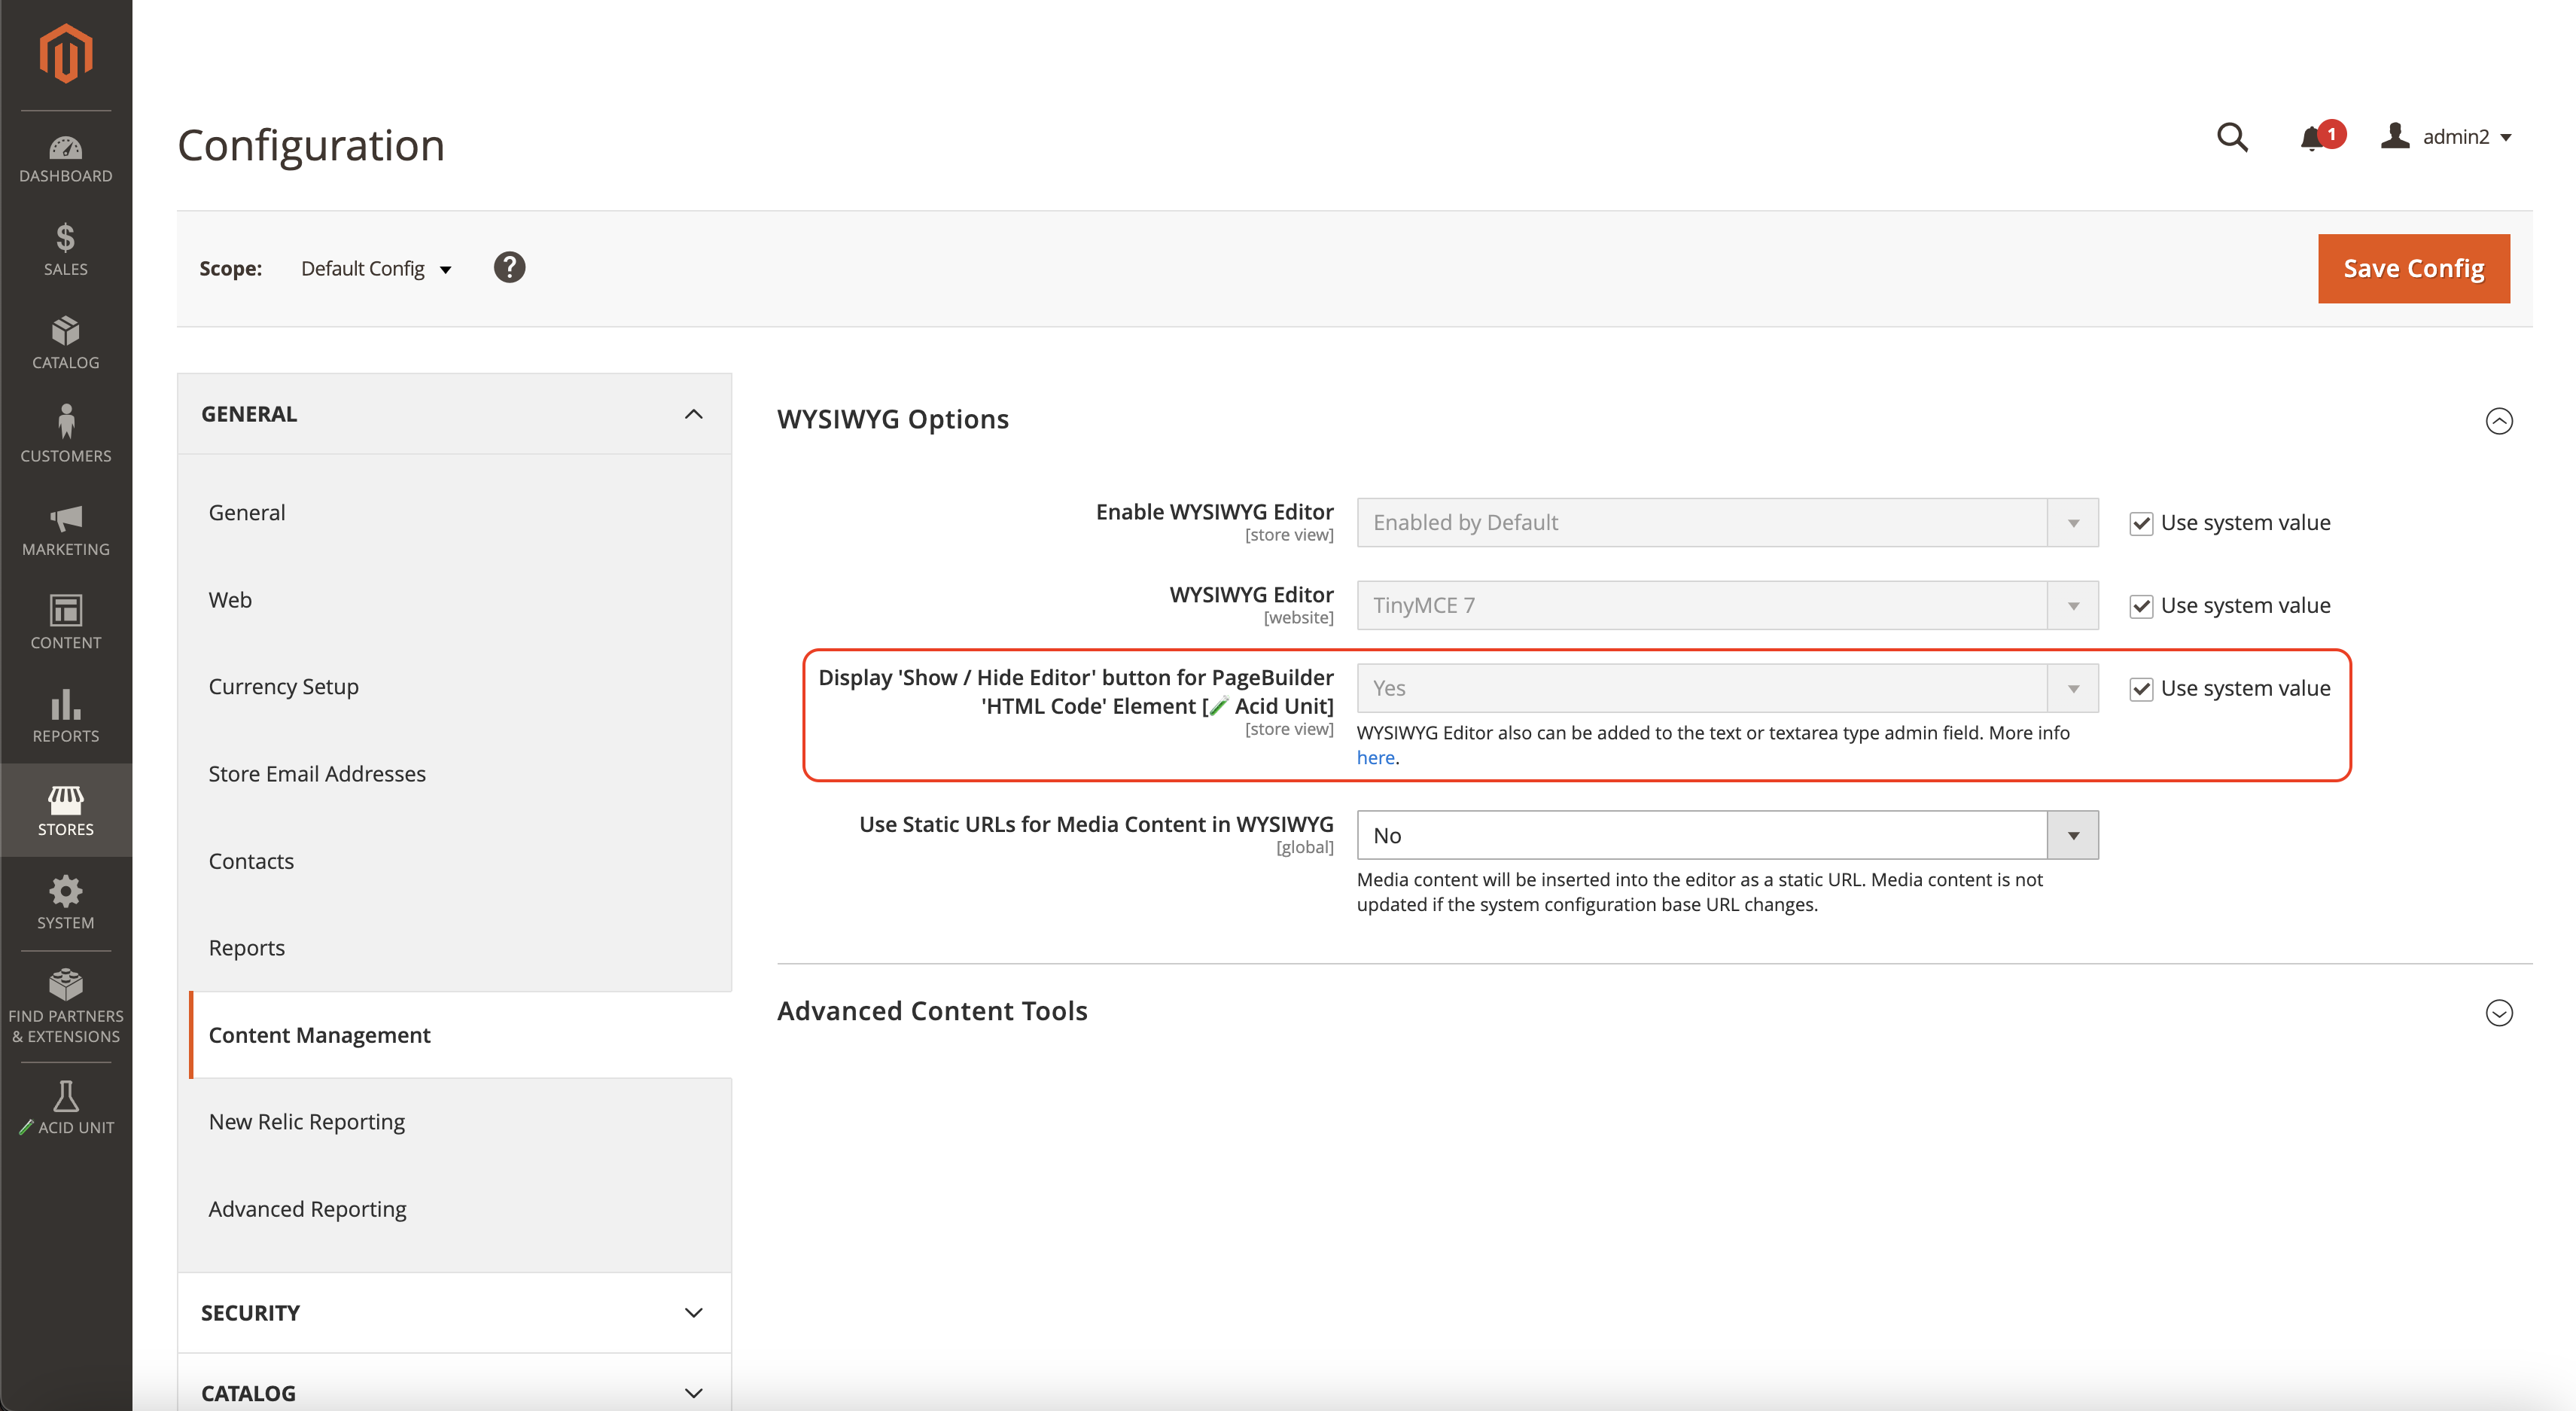 DASHBOARD
SALES
CATALOG
CUSTOMERS
MARKETING
CONTENT
REPORTS
STORES
SYSTEM
FIND PARTNERS
& EXTENSIONS
ACID UNIT
Configuration
1
admin2
Scope:
Default Config
?
Save Config
GENERAL
General
Web
Currency Setup
Store Email Addresses
Contacts
Reports
Content Management
New Relic Reporting
Advanced Reporting
SECURITY
CATALOG
WYSIWYG Options
Enable WYSIWYG Editor
[store view]
Enabled by Default
Use system value
WYSIWYG Editor
[website]
TinyMCE 7
Use system value
Display 'Show / Hide Editor' button for PageBuilder
'HTML Code' Element [🧪 Acid Unit]
[store view]
Yes
Use system value
WYSIWYG Editor also can be added to the text or textarea type admin field. More info
here.
Use Static URLs for Media Content in WYSIWYG
[global]
No
Media content will be inserted into the editor as a static URL. Media content is not
updated if the system configuration base URL changes.
Advanced Content Tools